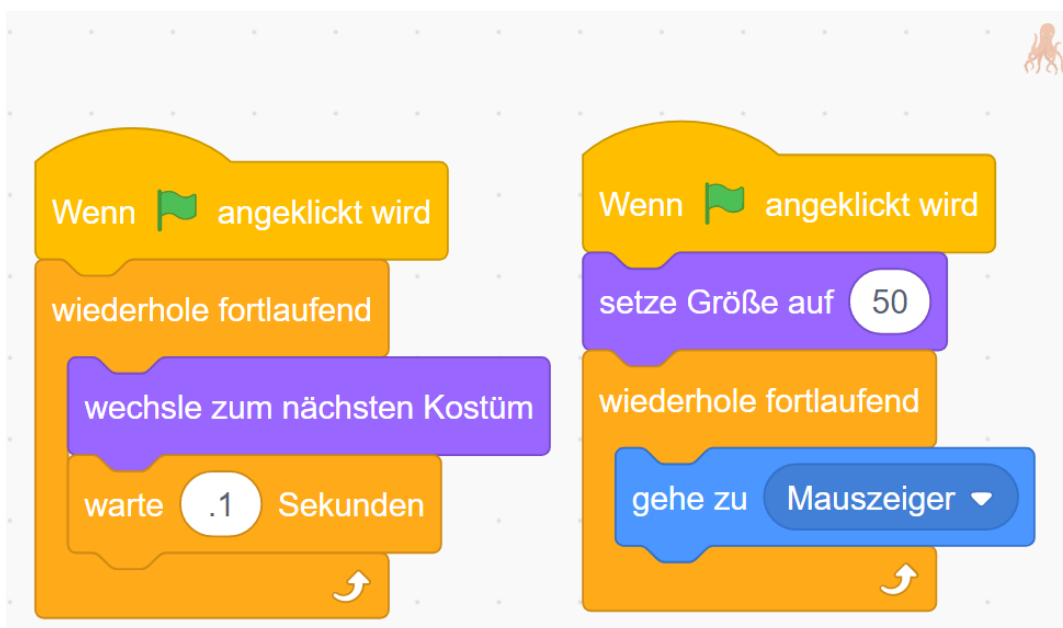 Wenn angeklickt wird
wiederhole fortlaufend
wechsle zum nächsten Kostüm
warte .1 Sekunden
Wenn angeklickt wird
setze Größe auf 50
wiederhole fortlaufend
gehe zu Mauszeiger